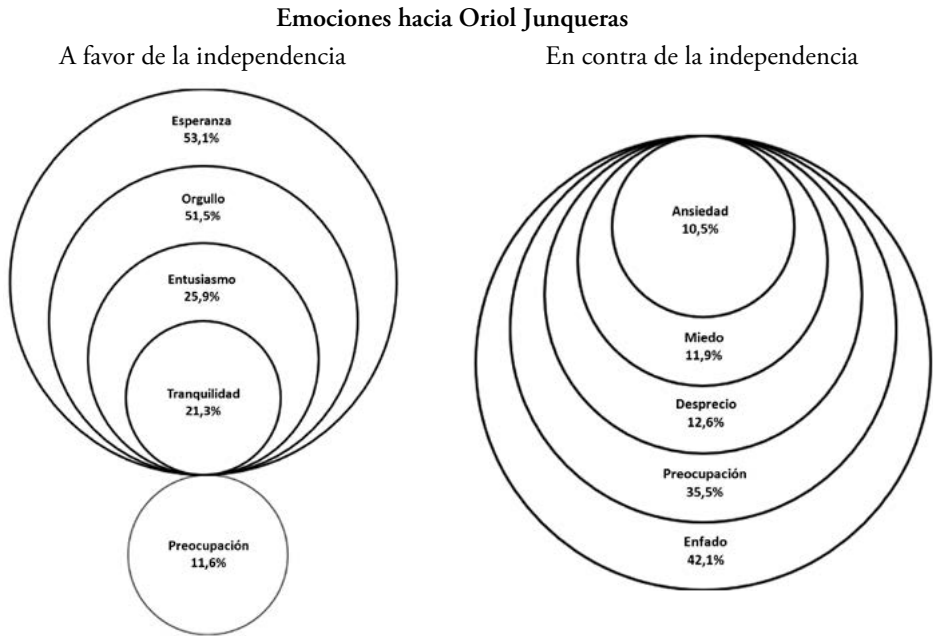 Emociones hacia Oriol Junqueras
A favor de la independencia
Esperanza
53,1%
Orgullo
51,5%
Entusiasmo
25,9%
Tranquilidad
21,3%
Preocupación
11,6%
En contra de la independencia
Ansiedad
10,5%
Miedo
11,9%
Desprecio
12,6%
Preocupación
35,5%
Enfado
42,1%